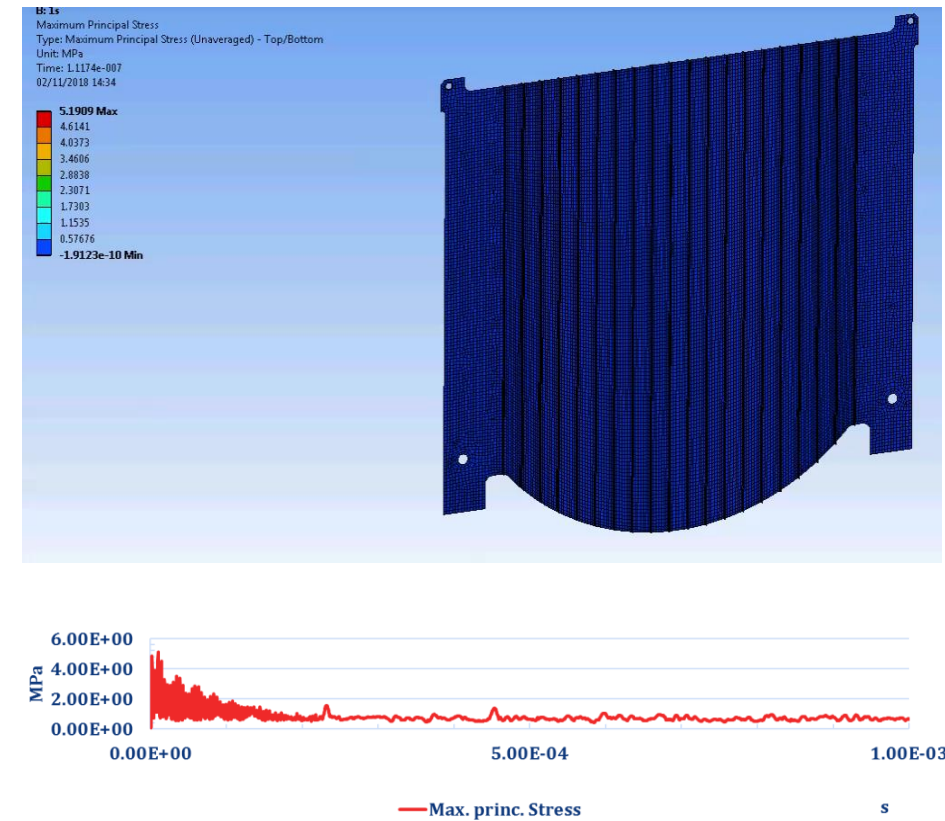 B: 1s
Maximum Principal Stress
Type: Maximum Principal Stress (Unaveraged) - Top/Bottom
Unit: MPa
Time: 1.1174e-007
02/11/2018 14:34
5.1909 Max
4.6141
4.0373
3.4606
2.8838
2.3071
1.7303
1.1535
0.57676
-1.9123e-10 Min
6.00E+00
4.00E+00
2.00E+00
0.00E+00
MPa
0.00E+00 5.00E-04 1.00E-03
s
Max. princ. Stress